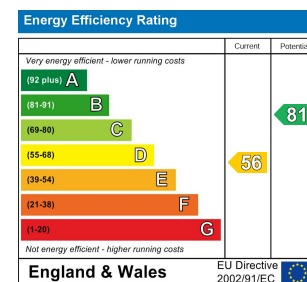 Energy Efficiency Rating
Current Potentia
Very energy efficient - lower running costs
(92 plus) A
(81-91) B
81
(69-80) C
(55-68) D
56
(39-54) E
(21-38) F
(1-20) G
Not energy efficient - higher running costs
England & Wales
EU Directive
2002/91/EC